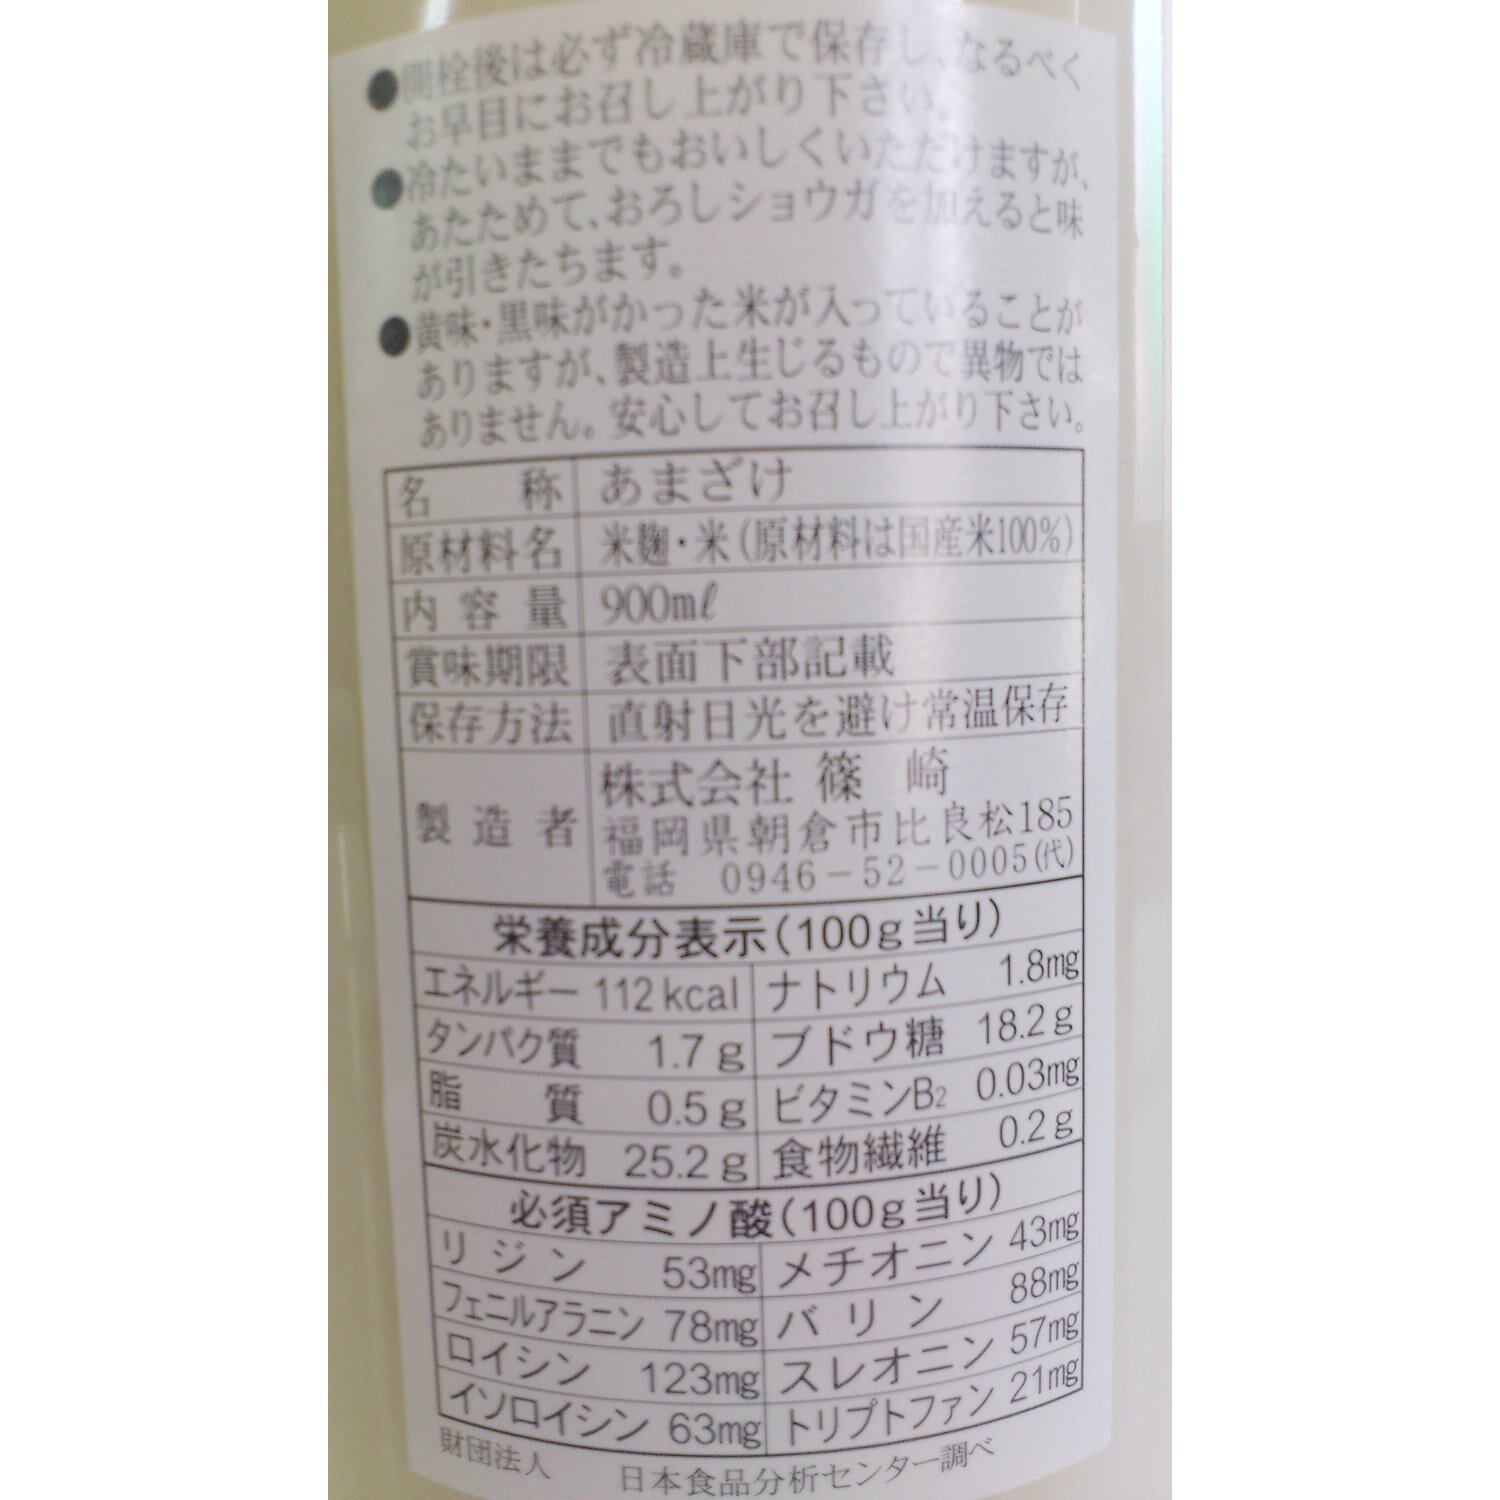 ●開栓後は必ず冷蔵庫で保存し、なるべく
お早目にお召し上がり下さい。
●冷たいままでもおいしくいただけますが、
あたためて、おろしショウガを加えると味
が引きたちます。
●黄味・黒味がかった米が入っていることが
ありますが、製造上生じるもので異物では
ありません。安心してお召し上がり下さい。
名称 あまざけ
原材料名 米麹・米(原材料は国産米100%)
内容量 900mℓ
賞味期限 表面下部記載
保存方法 直射日光を避け常温保存
製造者 株式会社 篠崎
福岡県朝倉市比良松185
電話 0946-52-0005(代)
栄養成分表示(100g当り)
エネルギー 112kcal ナトリウム 1.8mg
タンパク質 1.7g ブドウ糖 18.2g
脂質 0.5g ビタミンB2 0.03mg
炭水化物 25.2g 食物繊維 0.2g
必須アミノ酸(100g当り)
リジン 53mg メチオニン 43mg
フェニルアラニン 78mg バリン 88mg
ロイシン 123mg スレオニン 57mg
イソロイシン 63mg トリプトファン 21mg
財団法人 日本食品分析センター調べ